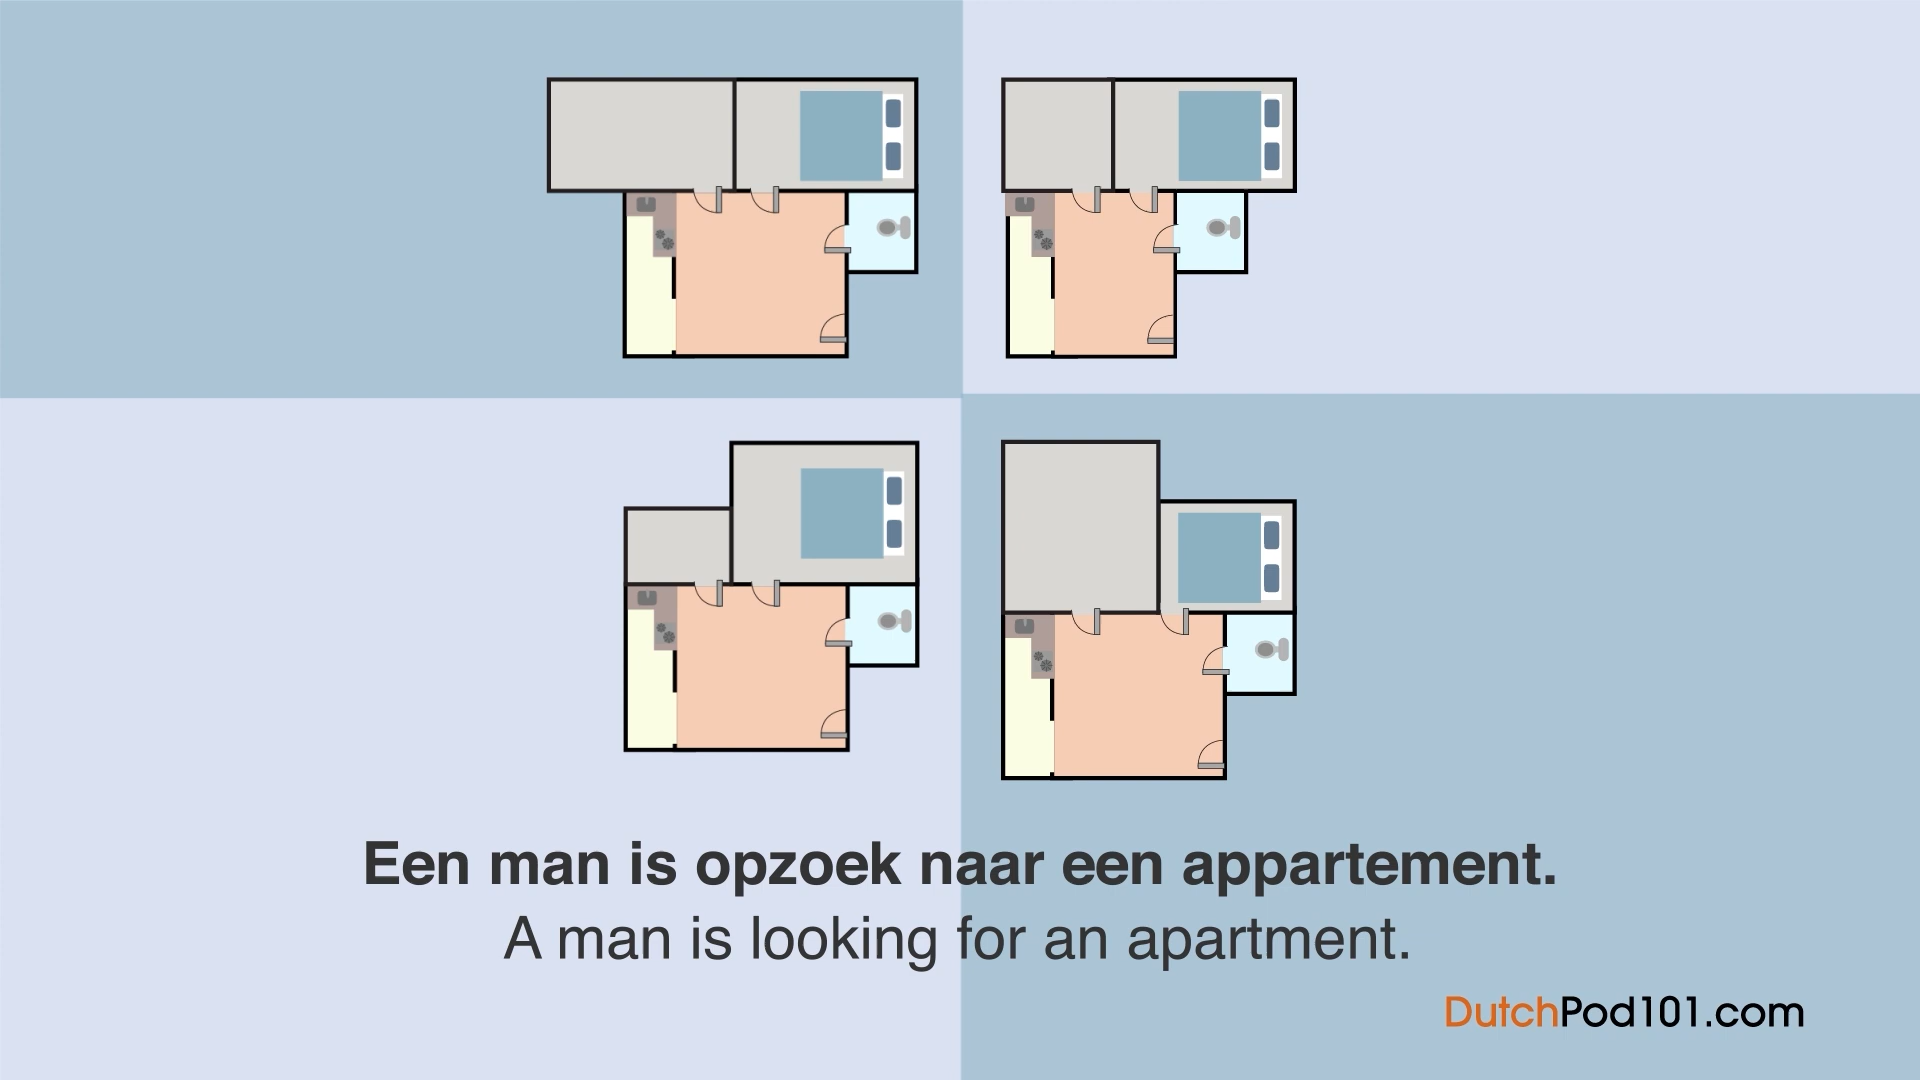 Een man is opzoek naar een appartement.
A man is looking for an apartment.
DutchPod101.com